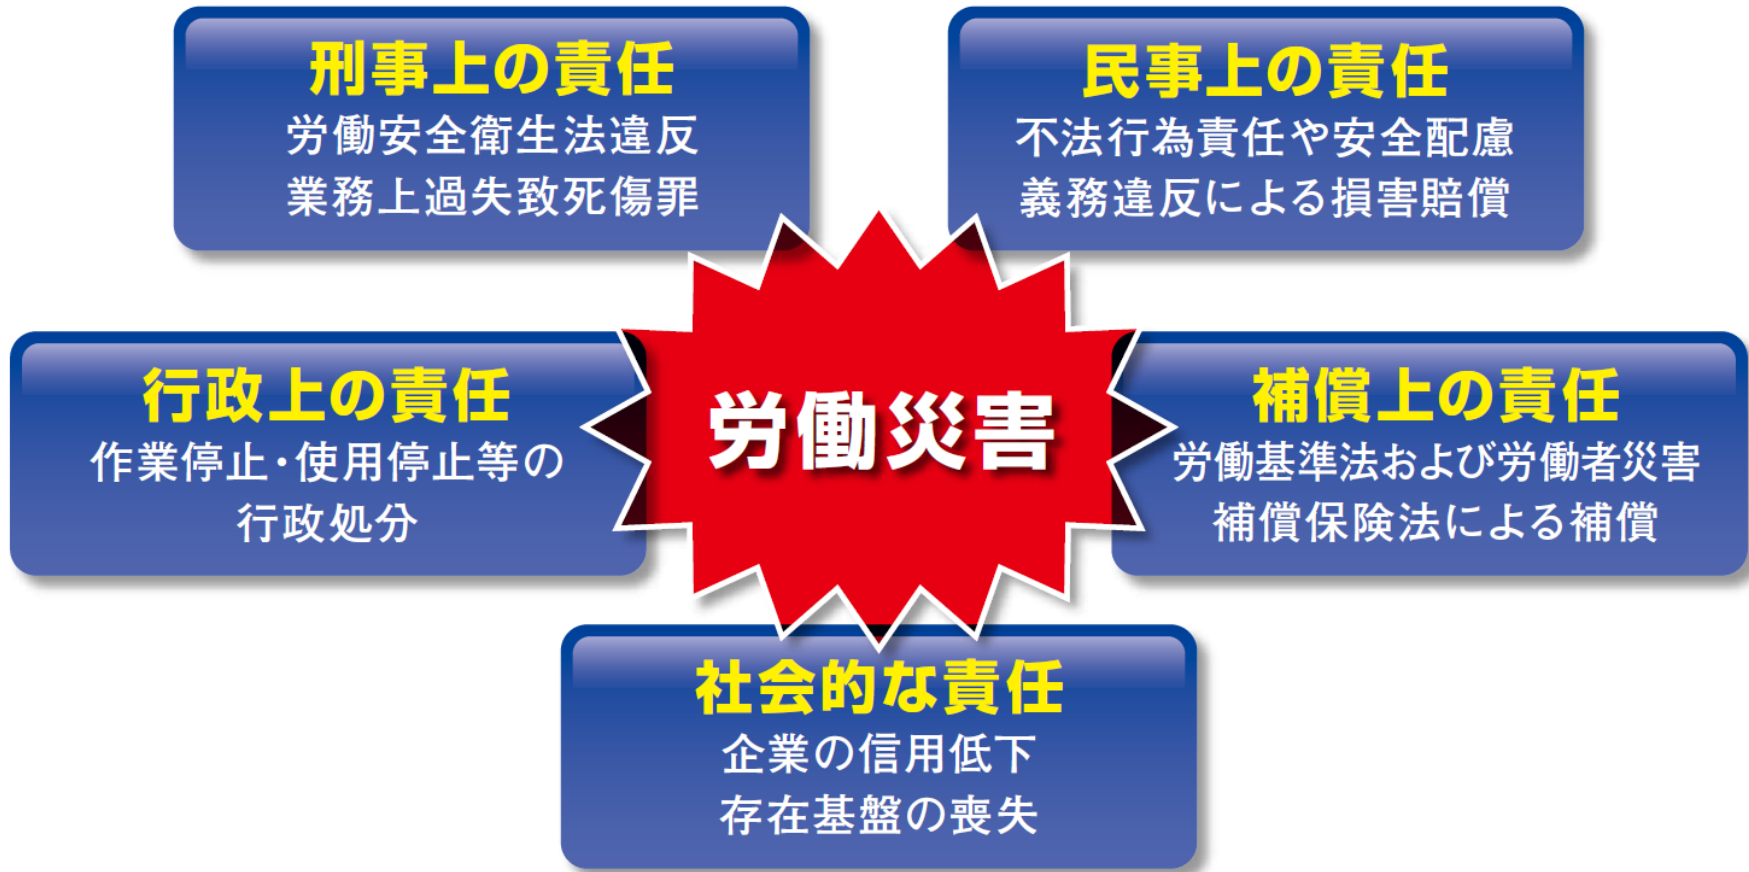 刑事上の責任
労働安全衛生法違反
業務上過失致死傷罪
民事上の責任
不法行為責任や安全配慮
義務違反による損害賠償
行政上の責任
作業停止・使用停止等の
行政処分
労働災害
補償上の責任
労働基準法および労働者災害
補償保険法による補償
社会的な責任
企業の信用低下
存在基盤の喪失